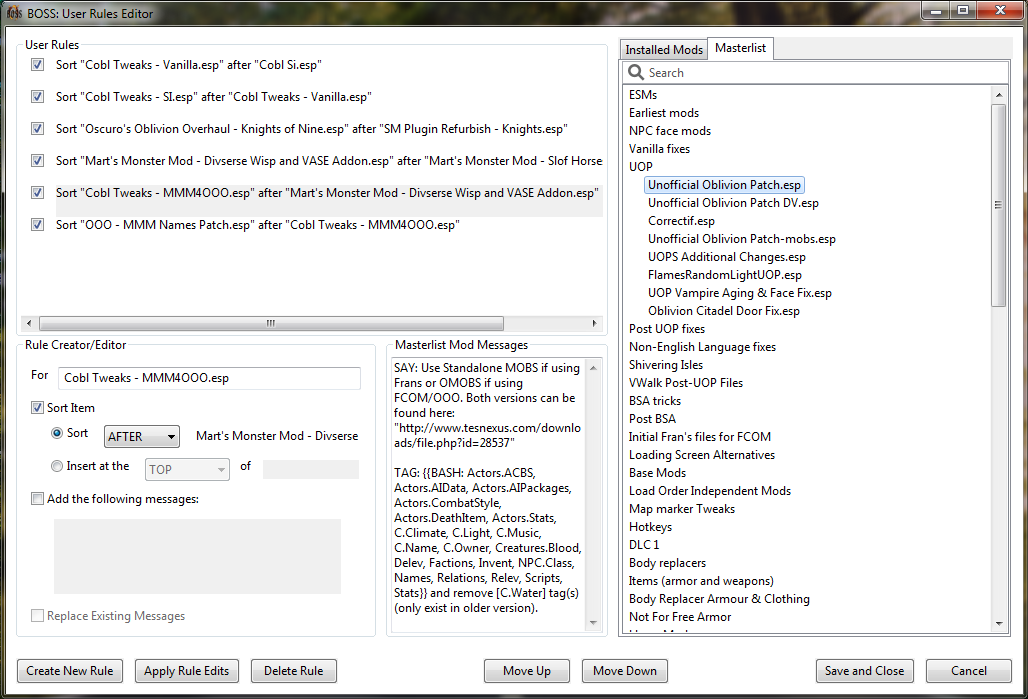 BOSS: User Rules Editor
User Rules
Sort "Cobl Tweaks - Vanilla.esp" after "Cobl Si.esp"
Sort "Cobl Tweaks - SI.esp" after "Cobl Tweaks - Vanilla.esp"
Sort "Oscuro's Oblivion Overhaul - Knights of Nine.esp" after "SM Plugin Refurbish - Knights.esp"
Sort "Mart's Monster Mod - Divserse Wisp and VASE Addon.esp" after "Mart's Monster Mod - Slof Horse
Sort "Cobl Tweaks - MMM4OOO.esp" after "Mart's Monster Mod - Divserse Wisp and VASE Addon.esp"
Sort "OOO - MMM Names Patch.esp" after "Cobl Tweaks - MMM4OOO.esp"
Rule Creator/Editor
For Cobl Tweaks - MMM4OOO.esp
Sort Item
Sort AFTER Mart's Monster Mod - Divserse
Insert at the TOP of
Add the following messages:
Replace Existing Messages
Masterlist Mod Messages
SAY: Use Standalone MOBS if using
Frans or OMOBS if using
FCOM/OOO. Both versions can be
found here:
"http://www.tesnexus.com/downlo
ads/file.php?id=28537"
TAG: {{BASH: Actors.ACBS,
Actors.AIData, Actors.AIPackages,
Actors.CombatStyle,
Actors.DeathItem, Actors.Stats,
C.Climate, C.Light, C.Music,
C.Name, C.Owner, Creatures.Blood,
Delev, Factions, Invent, NPC.Class,
Names, Relations, Relev, Scripts,
Stats}} and remove [C.Water] tag(s)
(only exist in older version).
Installed Mods Masterlist
Search
ESMs
Earliest mods
NPC face mods
Vanilla fixes
UOP
Unofficial Oblivion Patch.esp
Unofficial Oblivion Patch DV.esp
Correctif.esp
Unofficial Oblivion Patch-mobs.esp
UOPS Additional Changes.esp
FlamesRandomLightUOP.esp
UOP Vampire Aging & Face Fix.esp
Oblivion Citadel Door Fix.esp
Post UOP fixes
Non-English Language fixes
Shivering Isles
VWalk Post-UOP Files
BSA tricks
Post BSA
Initial Fran's files for FCOM
Loading Screen Alternatives
Base Mods
Load Order Independent Mods
Map marker Tweaks
Hotkeys
DLC 1
Body replacers
Items (armor and weapons)
Body Replacer Armour & Clothing
Not For Free Armor
Create New Rule Apply Rule Edits Delete Rule Move Up Move Down Save and Close Cancel